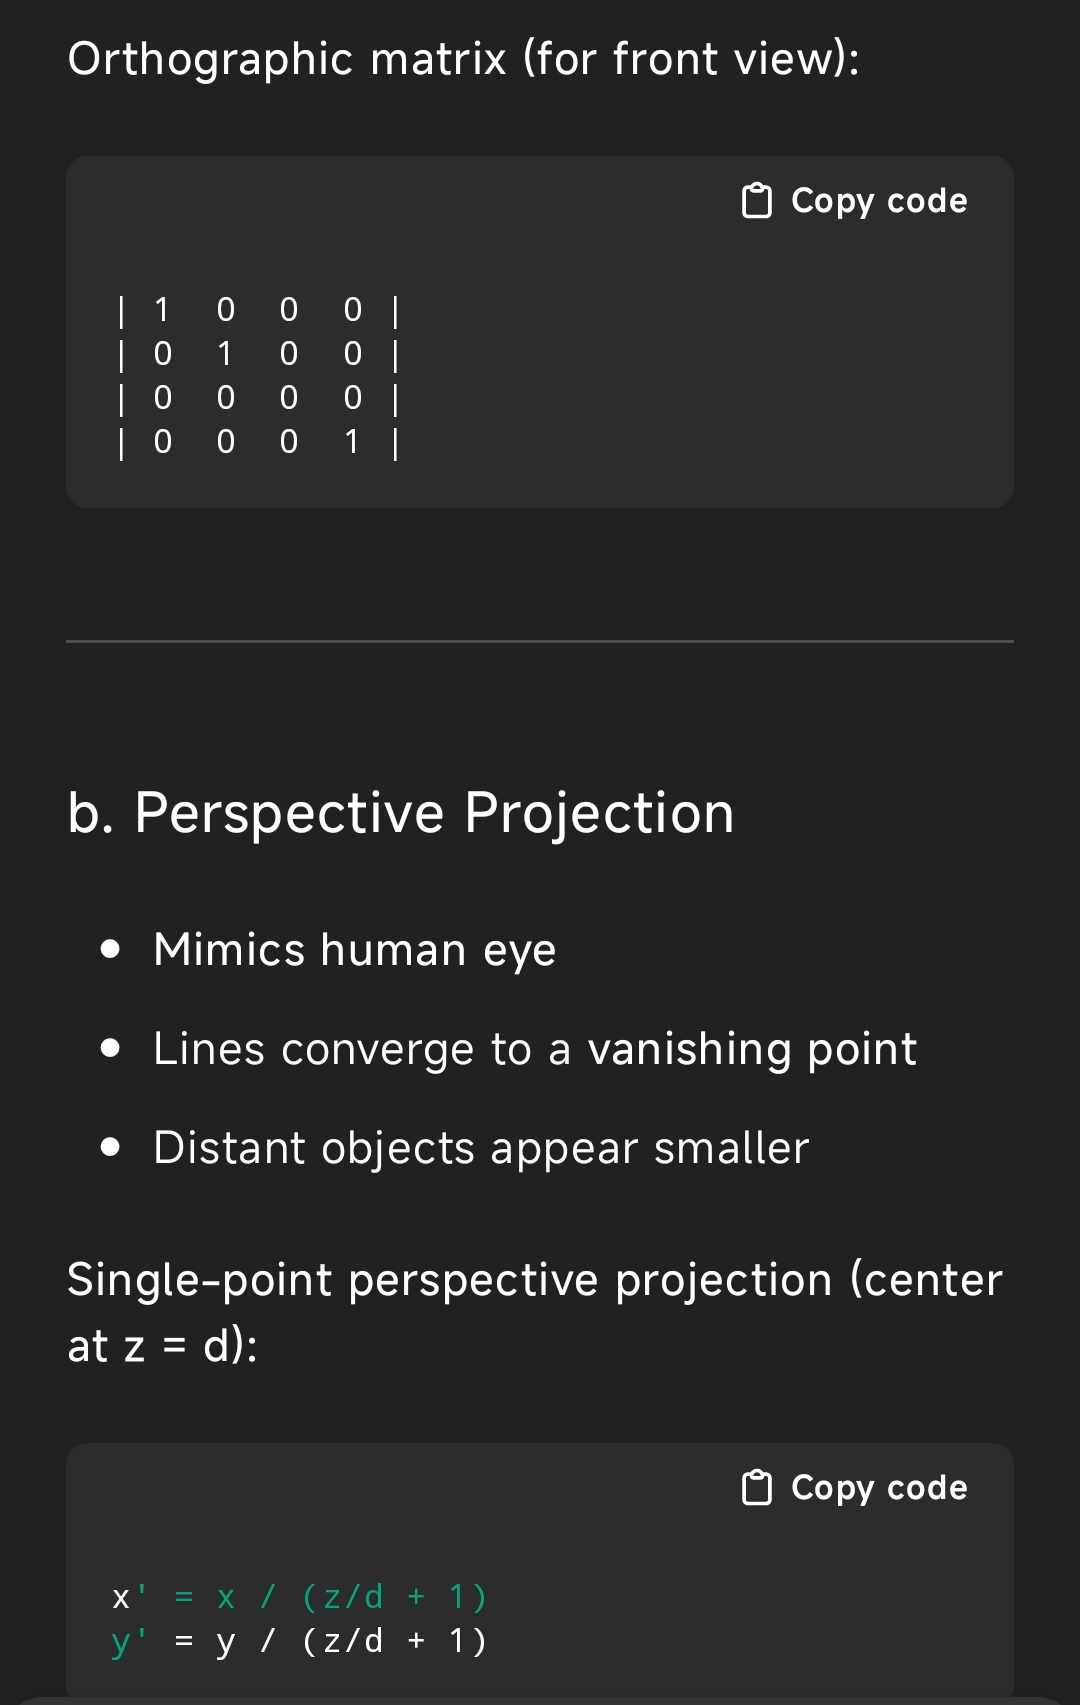 Orthographic matrix (for front view):
Copy code
| 1 0 0 0 |
| 0 1 0 0 |
| 0 0 0 0 |
| 0 0 0 1 |
b. Perspective Projection
• Mimics human eye
• Lines converge to a vanishing point
• Distant objects appear smaller
Single-point perspective projection (center
at z = d):
Copy code
x' = x / (z/d + 1)
y' = y / (z/d + 1)